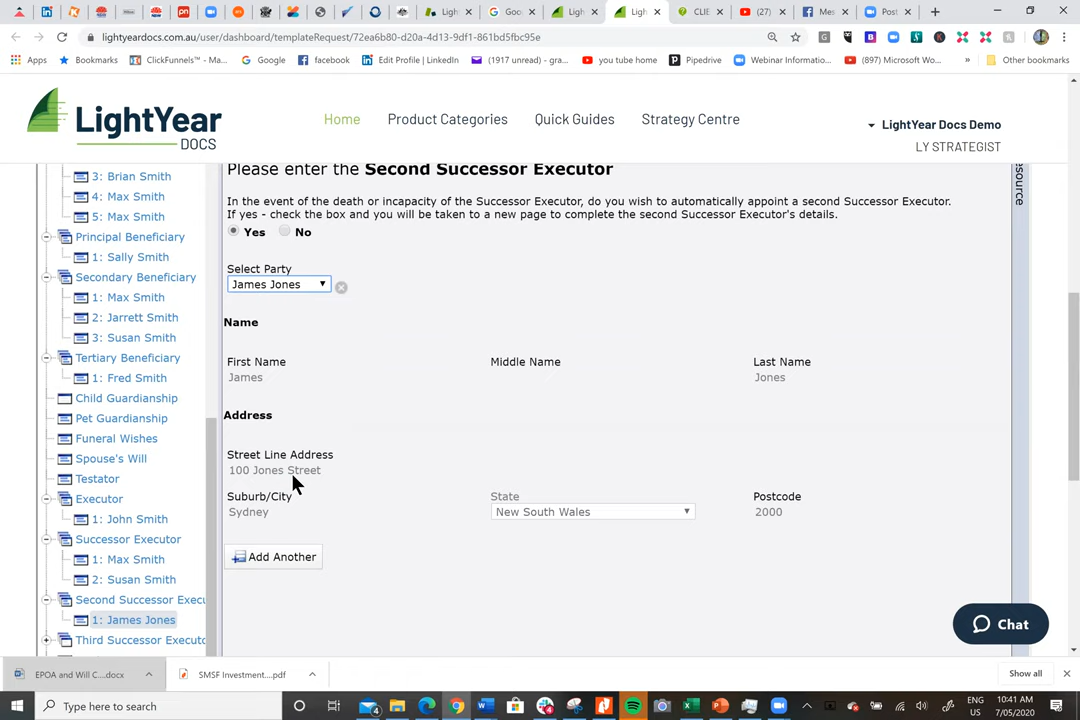 Ligh
Goo
Ligh
Ligh
CLIE
(27)
Mes
Post
lightyeardocs.com.au/user/dashboard/templateRequest/72ea6b80-d20a-4d13-9df1-861bd5fbc95e
Apps
Bookmarks
ClickFunnels™ - Ma...
Google
facebook
Edit Profile | LinkedIn
(1917 unread) - gra...
you tube home
Pipedrive
Webinar Informatio...
(897) Microsoft Wo...
»
Other bookmarks
LightYear
DOCS
Home
Product Categories
Quick Guides
Strategy Centre
LightYear Docs Demo
LY STRATEGIST
3: Brian Smith
4: Max Smith
5: Max Smith
Principal Beneficiary
1: Sally Smith
Secondary Beneficiary
1: Max Smith
2: Jarrett Smith
3: Susan Smith
Tertiary Beneficiary
1: Fred Smith
Child Guardianship
Pet Guardianship
Funeral Wishes
Spouse's Will
Testator
Executor
1: John Smith
Successor Executor
1: Max Smith
2: Susan Smith
Second Successor Execu
1: James Jones
Third Successor Executo
Please enter the Second Successor Executor
In the event of the death or incapacity of the Successor Executor, do you wish to automatically appoint a second Successor Executor.
If yes - check the box and you will be taken to a new page to complete the second Successor Executor's details.
Yes No
Select Party
James Jones
Name
First Name Middle Name Last Name
James Jones
Address
Street Line Address
100 Jones Street
Suburb/City State Postcode
Sydney New South Wales 2000
Add Another
source
Chat
EPOA and Will C....docx
SMSF Investment....pdf
Show all
Type here to search
ENG
US
10:41 AM
7/05/2020